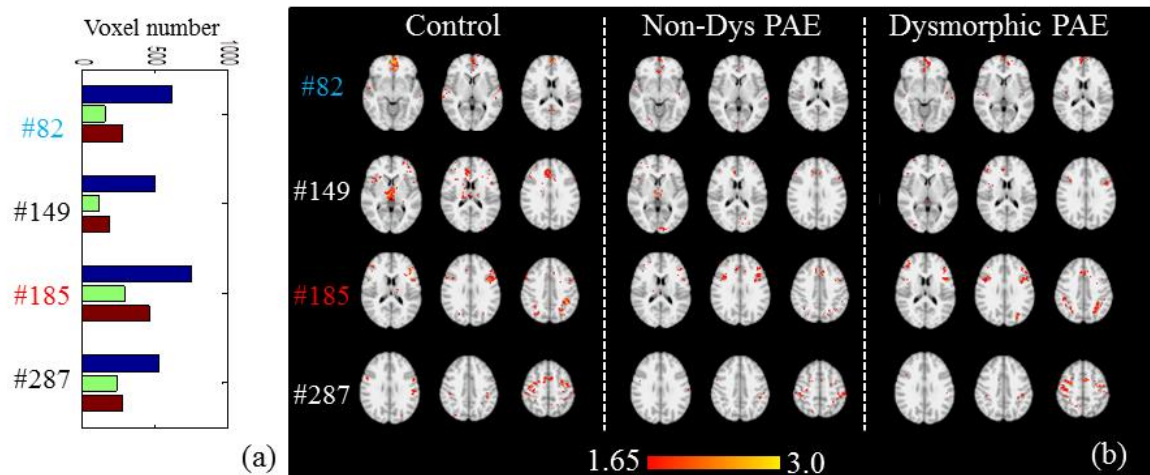 Voxel number
0 500 1000
#82
#149
#185
#287
(a)
Control Non-Dys PAE Dysmorphic PAE
#82
#149
#185
#287
1.65 3.0
(b)